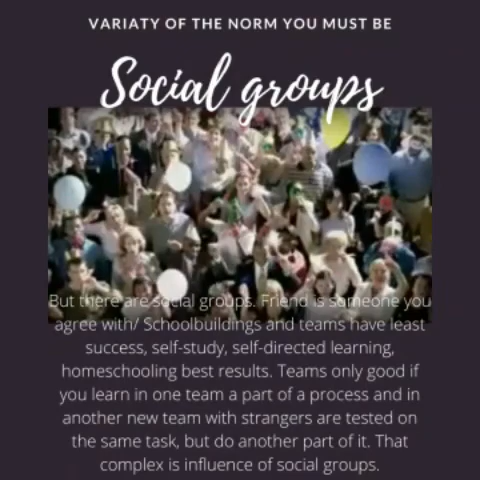 VARIATY OF THE NORM YOU MUST BE
Social groups
But there are social groups. Friend is someone you
agree with/ Schoolbuildings and teams have least
success, self-study, self-directed learning,
homeschooling best results. Teams only good if
you learn in one team a part of a process and in
another new team with strangers are tested on
the same task, but do another part of it. That
complex is influence of social groups.